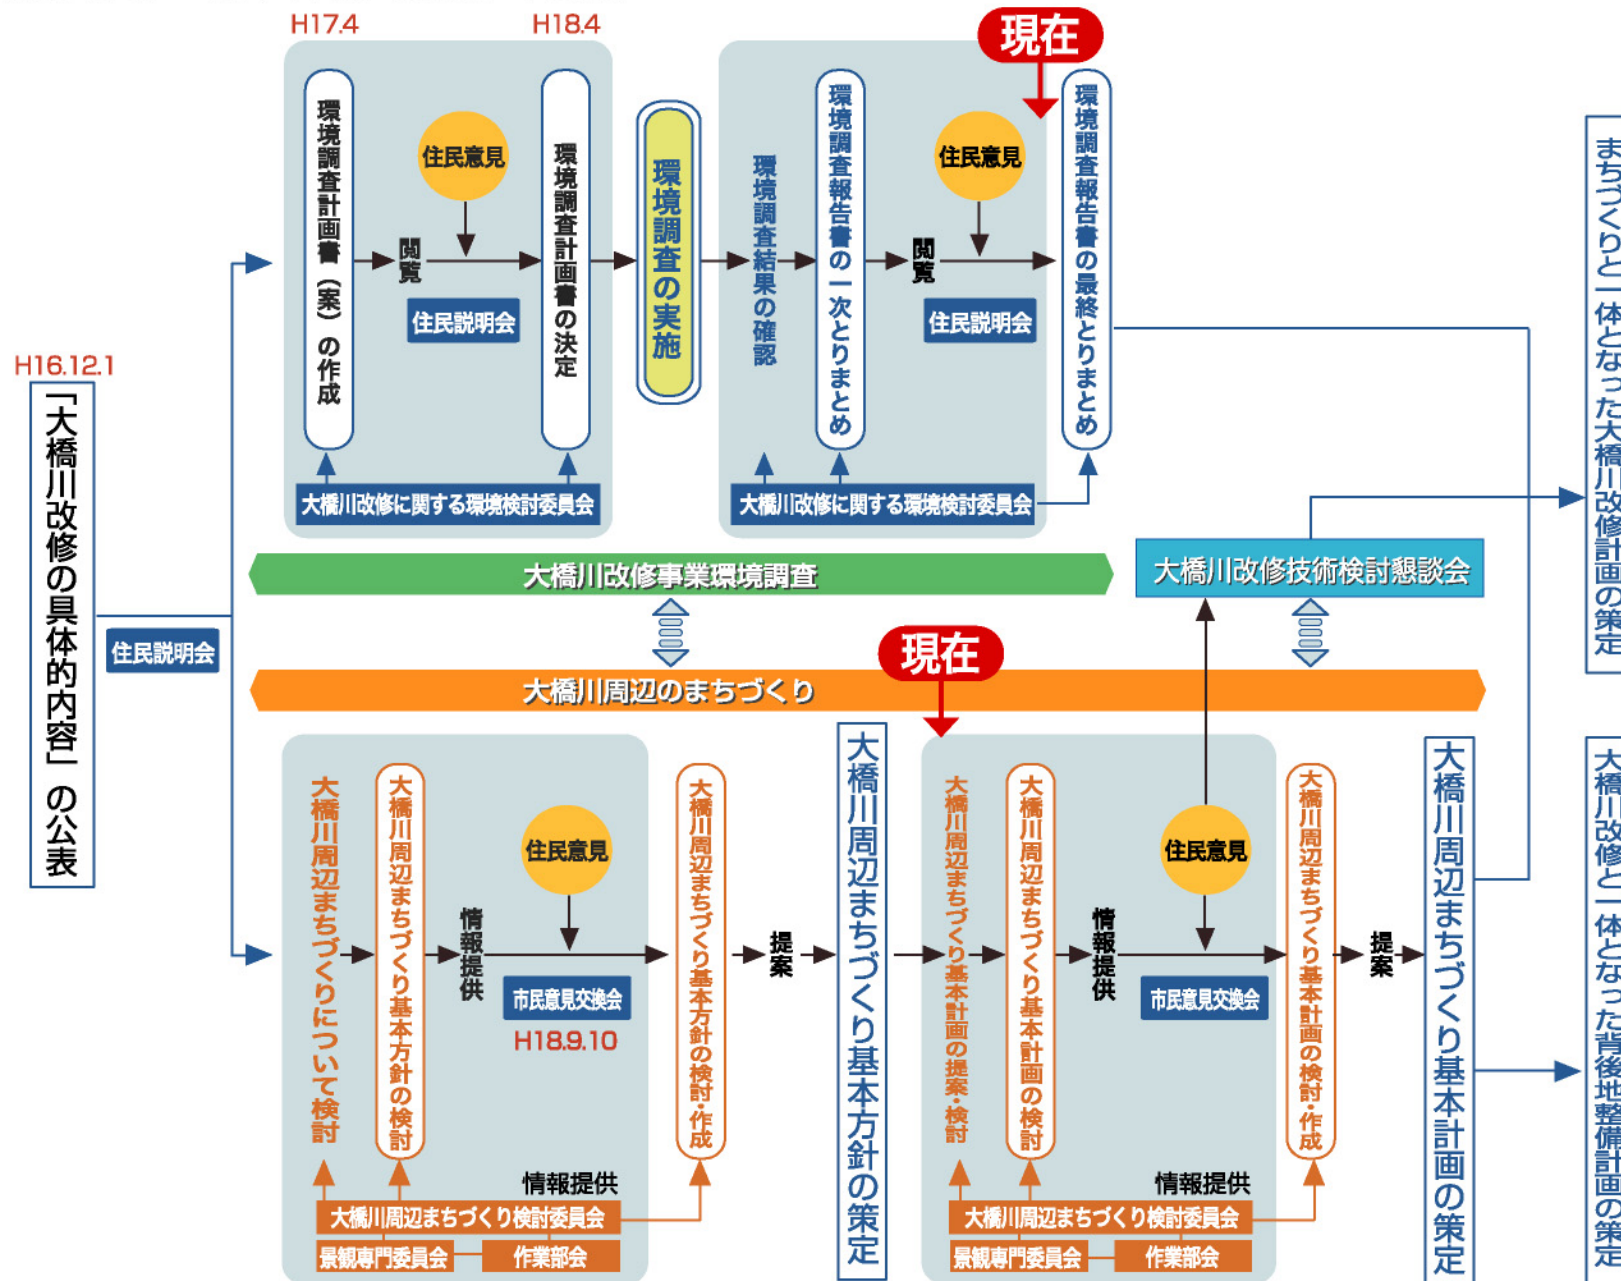 H16.12.1
「大橋川改修の具体的内容」の公表
住民説明会
H17.4
H18.4
現在
環境調査計画書（案）の作成
閲覧
住民意見
住民説明会
環境調査計画書の決定
環境調査の実施
環境調査結果の確認
環境調査報告書の一次とりまとめ
閲覧
住民意見
住民説明会
環境調査報告書の最終とりまとめ
大橋川改修に関する環境検討委員会
大橋川改修に関する環境検討委員会
大橋川改修事業環境調査
大橋川改修技術検討懇談会
まちづくりと一体となった大橋川改修計画の策定
現在
大橋川周辺のまちづくり
大橋川周辺まちづくりについて検討
大橋川周辺まちづくり基本方針の検討
情報提供
住民意見
市民意見交換会
H18.9.10
大橋川周辺まちづくり基本方針の検討・作成
提案
大橋川周辺まちづくり基本方針の策定
大橋川周辺まちづくり基本計画の提案・検討
大橋川周辺まちづくり基本計画の検討
情報提供
住民意見
市民意見交換会
大橋川周辺まちづくり基本計画の検討・作成
提案
大橋川周辺まちづくり基本計画の策定
大橋川改修と一体となった背後地整備計画の策定
情報提供
大橋川周辺まちづくり検討委員会
景観専門委員会
作業部会
情報提供
大橋川周辺まちづくり検討委員会
景観専門委員会
作業部会